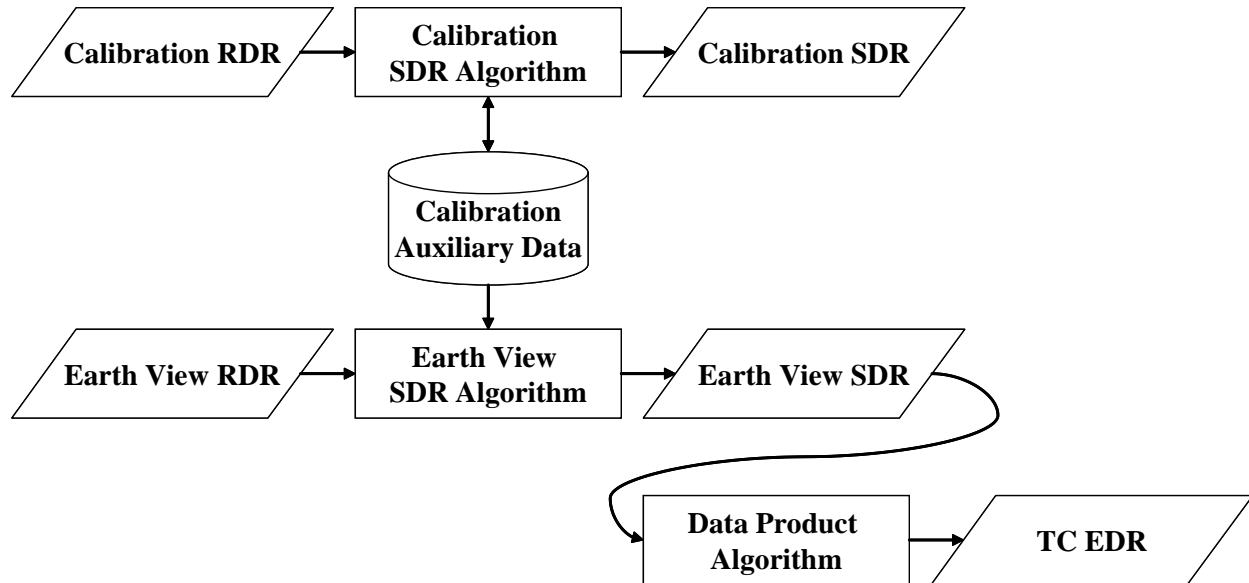 Calibration RDR
Calibration
SDR Algorithm
Calibration SDR
Calibration
Auxiliary Data
Earth View RDR
Earth View
SDR Algorithm
Earth View SDR
Data Product
Algorithm
TC EDR